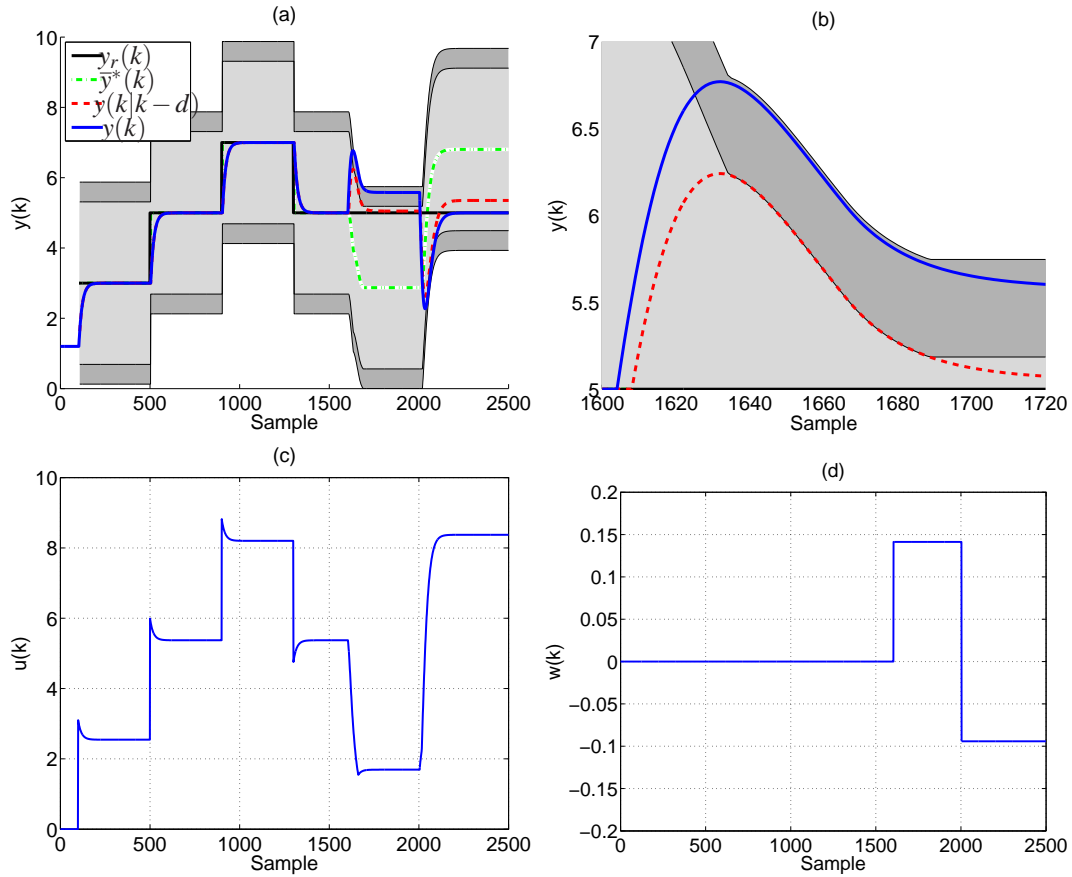 (a)
10
8
6
4
2
0
y(k)
y_r(k)
ȳ*(k)
y(k|k − d)
y(k)
0 500 1000 1500 2000 2500
Sample
(b)
7
6.5
6
5.5
5
y(k)
1600 1620 1640 1660 1680 1700 1720
Sample
(c)
10
8
6
4
2
0
u(k)
0 500 1000 1500 2000 2500
Sample
(d)
0.2
0.15
0.1
0.05
0
−0.05
−0.1
−0.15
−0.2
w(k)
0 500 1000 1500 2000 2500
Sample